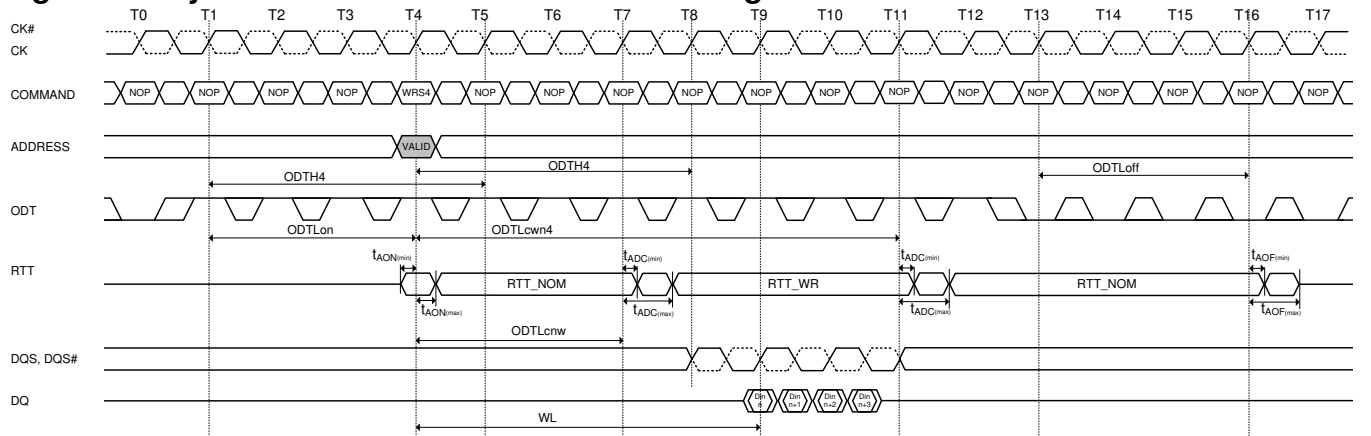 T0 T1 T2 T3 T4 T5 T6 T7 T8 T9 T10 T11 T12 T13 T14 T15 T16 T17
CK#
CK
COMMAND NOP NOP NOP NOP WRS4 NOP NOP NOP NOP NOP NOP NOP NOP NOP NOP NOP NOP NOP
ADDRESS VALID
ODTH4 ODTH4 ODTLoff
ODT
ODTLon ODTLcwn4
tAON(min) tADC(min) tADC(min) tAOF(min)
RTT RTT_NOM RTT_WR RTT_NOM
tAON(max) tADC(max) tADC(max) tAOF(max)
ODTLcnw
DQS, DQS#
DQ Din n Din n+1 Din n+2 Din n+3
WL